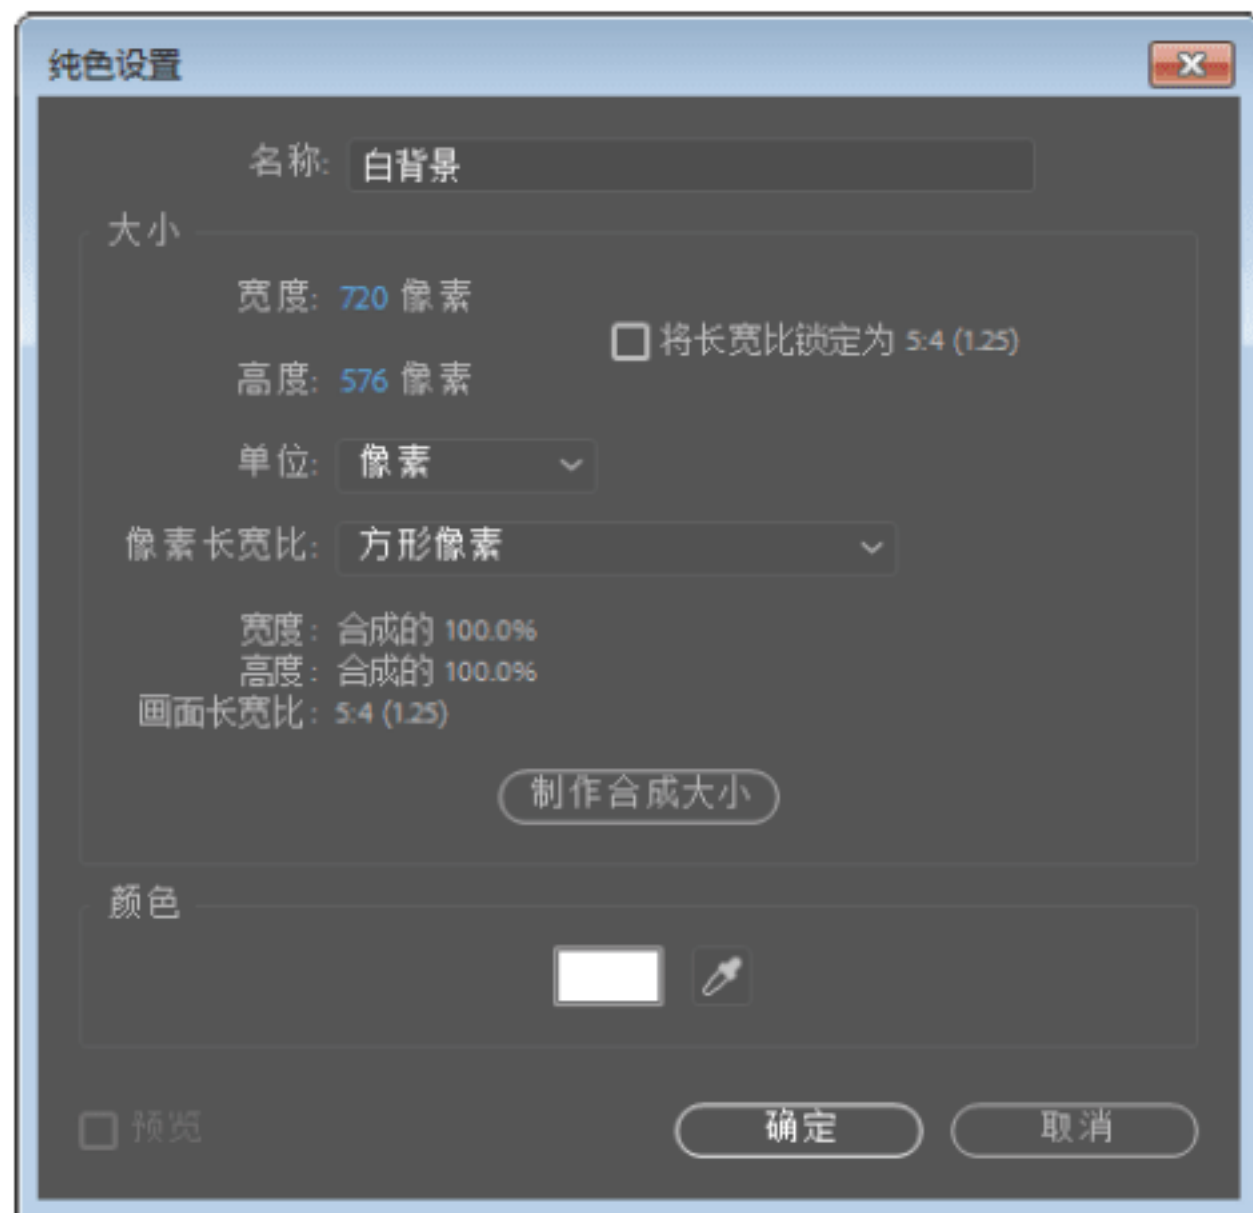 纯色设置
名称: 白背景
大小
宽度: 720 像素
将长宽比锁定为 5:4 (1.25)
高度: 576 像素
单位: 像素
像素长宽比: 方形像素
宽度: 合成的 100.0%
高度: 合成的 100.0%
画面长宽比: 5:4 (1.25)
制作合成大小
颜色
预览 确定 取消